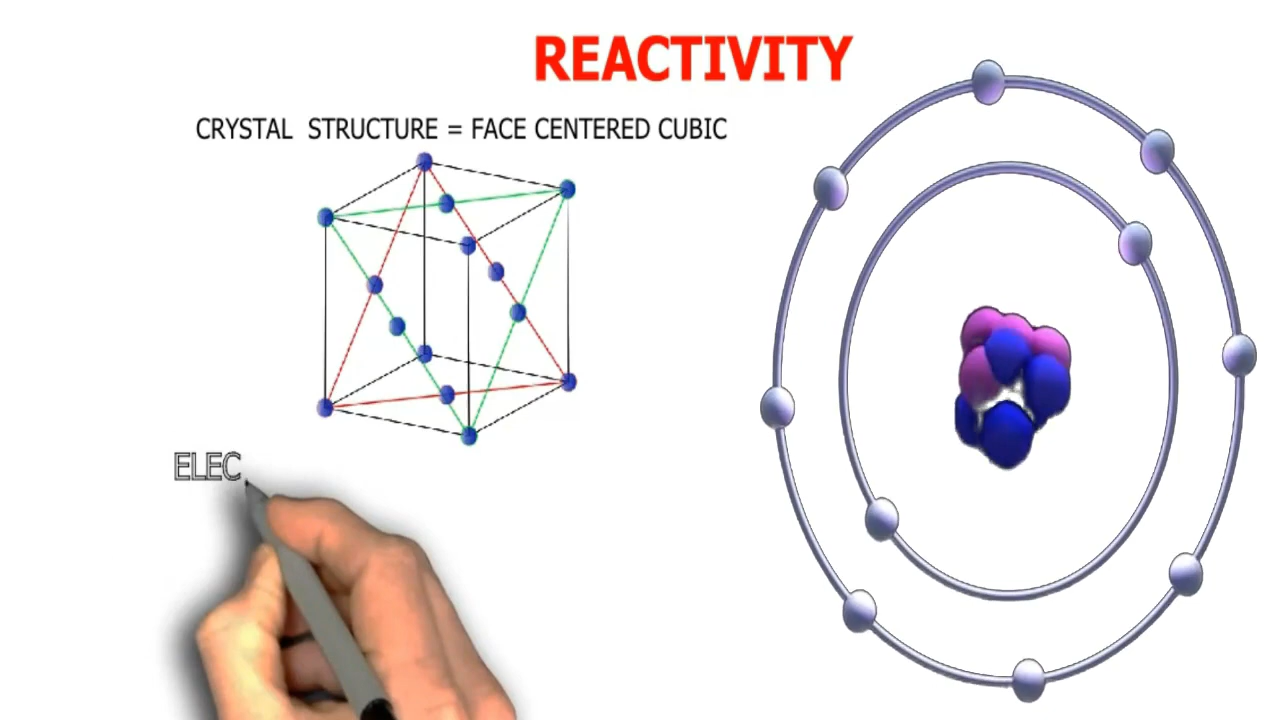 REACTIVITY
CRYSTAL STRUCTURE = FACE CENTERED CUBIC
ELEC